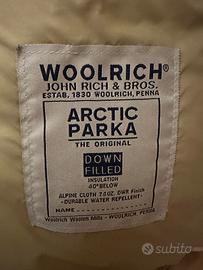 WOOLRICH®
JOHN RICH & BROS.
ESTAB. 1830 WOOLRICH, PENNA
ARCTIC
PARKA
THE ORIGINAL
DOWN
FILLED
INSULATION
40° BELOW
ALPINE CLOTH 7.0 OZ. DWR Finish
-DURABLE WATER REPELLENT-
NAME
Woolrich Woolen Mills - WOOLRICH, PENNA.
subito